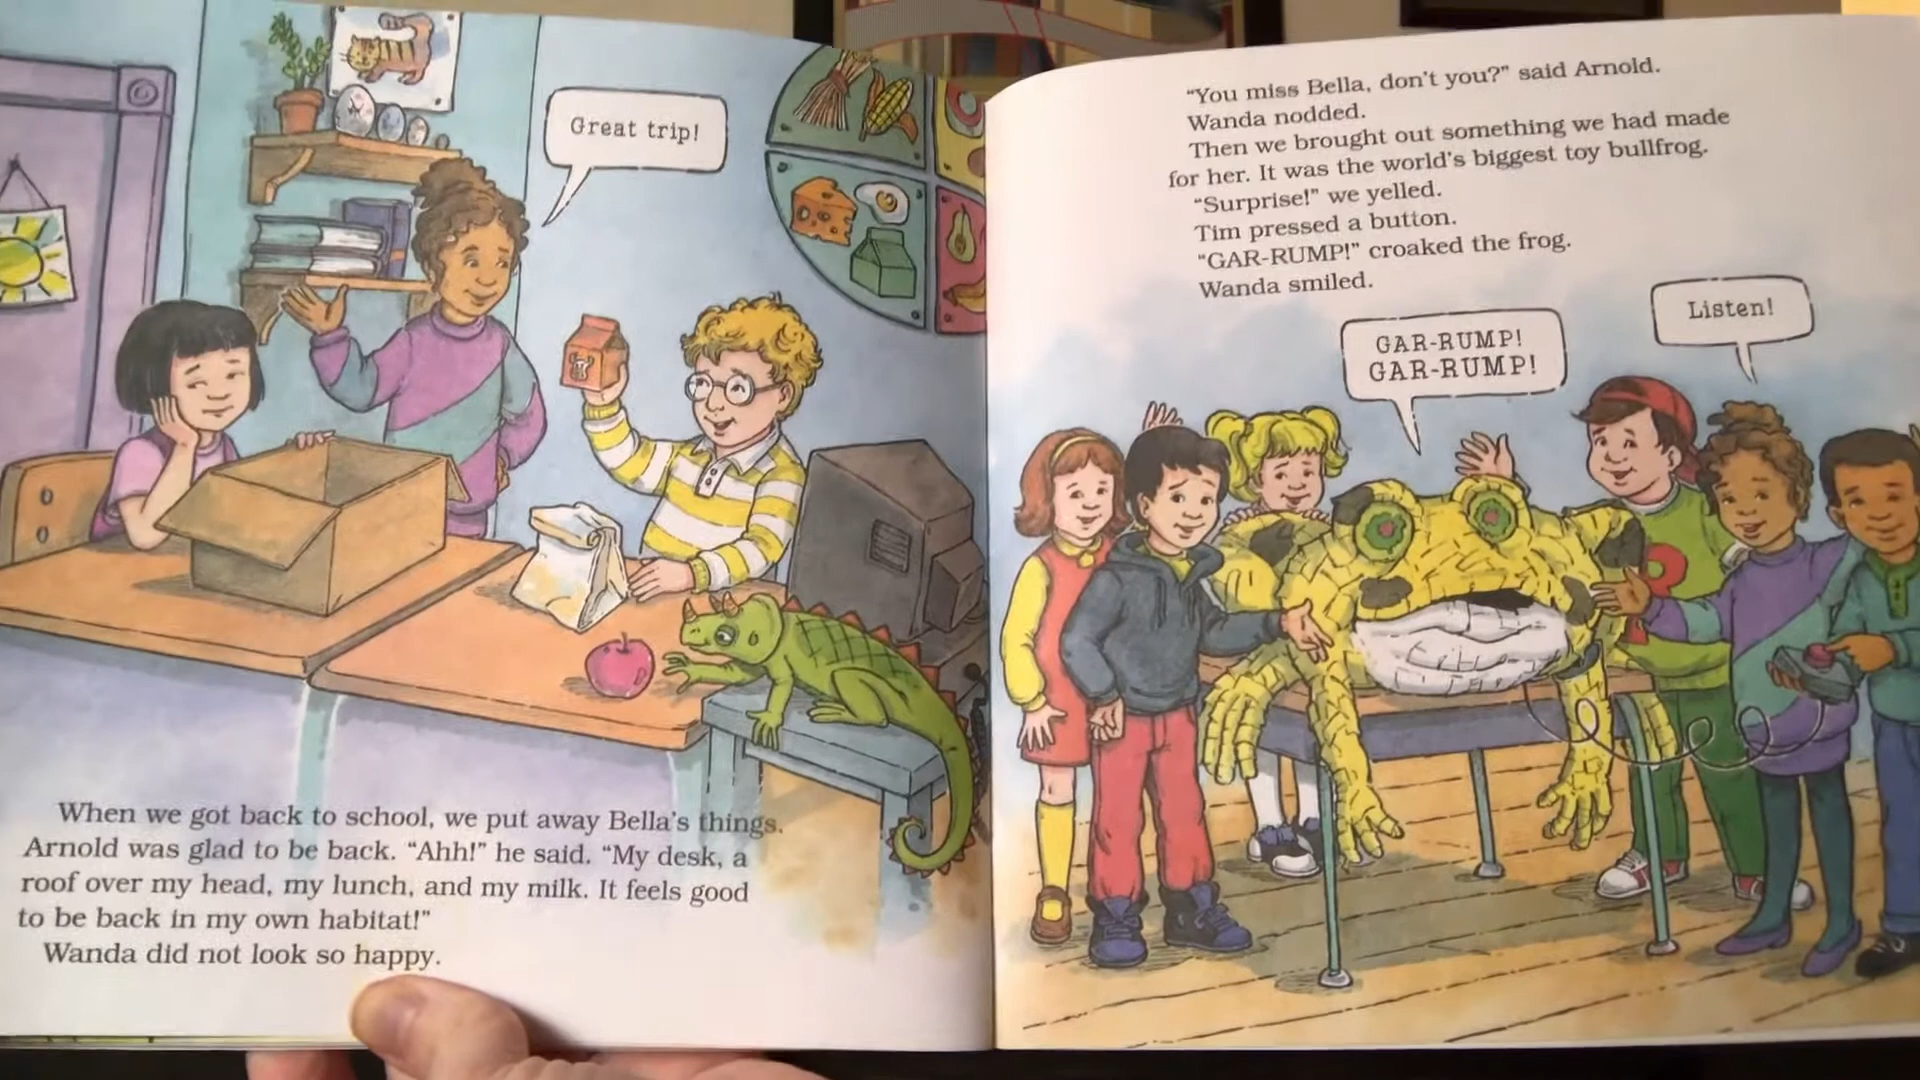 Great trip!
When we got back to school, we put away Bella's things.
Arnold was glad to be back. "Ahh!" he said. "My desk, a
roof over my head, my lunch, and my milk. It feels good
to be back in my own habitat!"
Wanda did not look so happy.
"You miss Bella, don't you?" said Arnold.
Wanda nodded.
Then we brought out something we had made
for her. It was the world's biggest toy bullfrog.
"Surprise!" we yelled.
Tim pressed a button.
"GAR-RUMP!" croaked the frog.
Wanda smiled.
GAR-RUMP!
GAR-RUMP!
Listen!